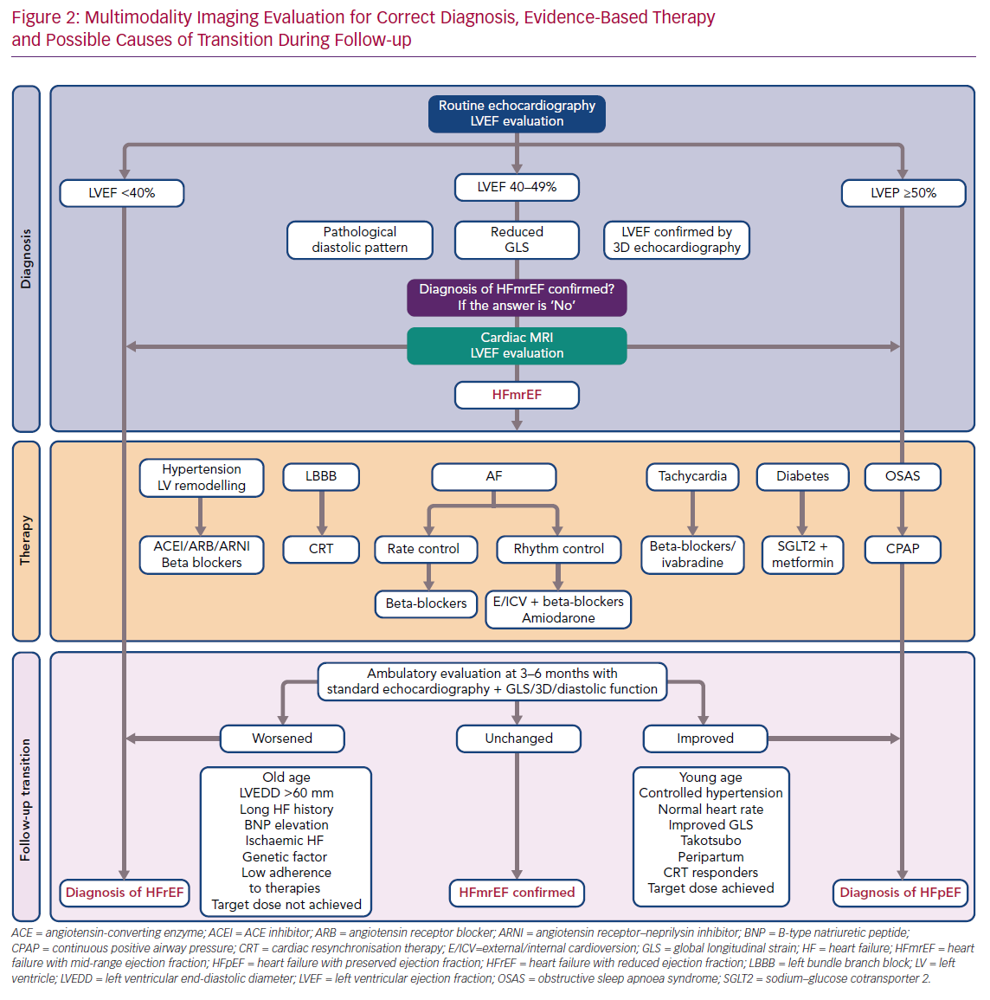 Figure 2: Multimodality Imaging Evaluation for Correct Diagnosis, Evidence-Based Therapy
and Possible Causes of Transition During Follow-up
Diagnosis
Routine echocardiography
LVEF evaluation
LVEF <40%
LVEF 40–49%
LVEP ≥50%
Pathological
diastolic pattern
Reduced
GLS
LVEF confirmed by
3D echocardiography
Diagnosis of HFmrEF confirmed?
If the answer is ‘No’
Cardiac MRI
LVEF evaluation
HFmrEF
Therapy
Hypertension
LV remodelling
LBBB
AF
Tachycardia
Diabetes
OSAS
ACEI/ARB/ARNI
Beta blockers
CRT
Rate control
Rhythm control
Beta-blockers/
ivabradine
SGLT2 +
metformin
CPAP
Beta-blockers
E/ICV + beta-blockers
Amiodarone
Follow-up transition
Ambulatory evaluation at 3–6 months with
standard echocardiography + GLS/3D/diastolic function
Worsened
Unchanged
Improved
Old age
LVEDD >60 mm
Long HF history
BNP elevation
Ischaemic HF
Genetic factor
Low adherence
to therapies
Target dose not achieved
Young age
Controlled hypertension
Normal heart rate
Improved GLS
Takotsubo
Peripartum
CRT responders
Target dose achieved
Diagnosis of HFrEF
HFmrEF confirmed
Diagnosis of HFpEF
ACE = angiotensin-converting enzyme; ACEI = ACE inhibitor; ARB = angiotensin receptor blocker; ARNI = angiotensin receptor–neprilysin inhibitor; BNP = B-type natriuretic peptide;
CPAP = continuous positive airway pressure; CRT = cardiac resynchronisation therapy; E/ICV=external/internal cardioversion; GLS = global longitudinal strain; HF = heart failure; HFmrEF = heart
failure with mid-range ejection fraction; HFpEF = heart failure with preserved ejection fraction; HFrEF = heart failure with reduced ejection fraction; LBBB = left bundle branch block; LV = left
ventricle; LVEDD = left ventricular end-diastolic diameter; LVEF = left ventricular ejection fraction; OSAS = obstructive sleep apnoea syndrome; SGLT2 = sodium–glucose cotransporter 2.